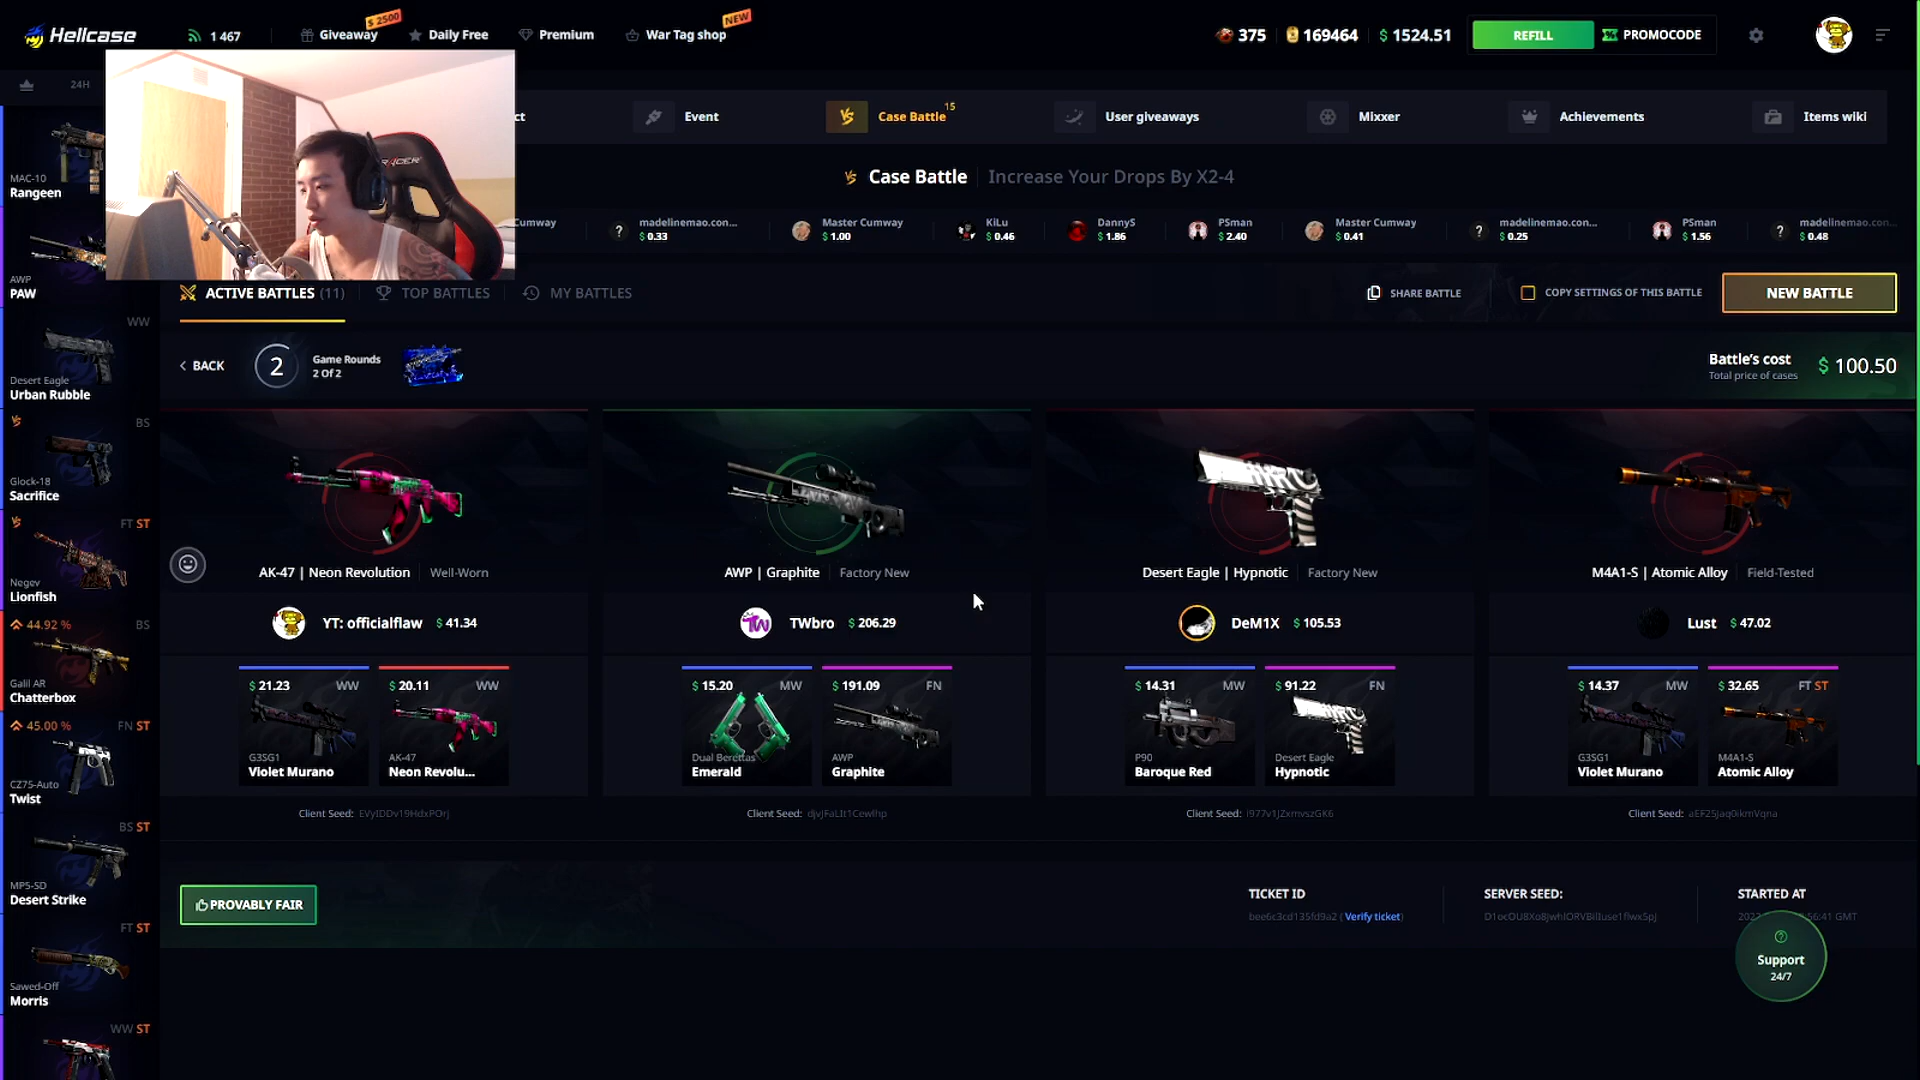 Hellcase
1 467
Giveaway
$ 2500
Daily Free
Premium
War Tag shop
NEW
375
169464
$ 1524.51
REFILL
PROMOCODE
24H
ct
Event
Case Battle
15
User giveaways
Mixxer
Achievements
Items wiki
Case Battle
Increase Your Drops By X2-4
Cumway
madelinemao.con...
$ 0.33
Master Cumway
$ 1.00
KiLu
$ 0.46
DannyS
$ 1.86
PSman
$ 2.40
Master Cumway
$ 0.41
madelinemao.con...
$ 0.25
PSman
$ 1.56
madelinemao.con...
$ 0.48
ACTIVE BATTLES (11)
TOP BATTLES
MY BATTLES
SHARE BATTLE
COPY SETTINGS OF THIS BATTLE
NEW BATTLE
BACK
2
Game Rounds
2 Of 2
Battle's cost
Total price of cases
$ 100.50
AK-47 | Neon Revolution
Well-Worn
AWP | Graphite
Factory New
Desert Eagle | Hypnotic
Factory New
M4A1-S | Atomic Alloy
Field-Tested
YT: officialflaw
$ 41.34
TWbro
$ 206.29
DeM1X
$ 105.53
Lust
$ 47.02
$ 21.23
WW
G3SG1
Violet Murano
$ 20.11
WW
AK-47
Neon Revolu...
$ 15.20
MW
Dual Berettas
Emerald
$ 191.09
FN
AWP
Graphite
$ 14.31
MW
P90
Baroque Red
$ 91.22
FN
Desert Eagle
Hypnotic
$ 14.37
MW
G3SG1
Violet Murano
$ 32.65
FT ST
M4A1-S
Atomic Alloy
Client Seed: EVyIDDv19HdxPOrj
Client Seed:
Client Seed:
Client Seed:
PROVABLY FAIR
TICKET ID
bee6c3cd135fd9a2 ( Verify ticket)
SERVER SEED:
STARTED AT
56:41 GMT
Support
24/7
MAC-10
Rangeen
AWP
PAW
WW
Desert Eagle
Urban Rubble
BS
Glock-18
Sacrifice
FT ST
Negev
Lionfish
44.92 %
BS
Galil AR
Chatterbox
45.00 %
FN ST
CZ75-Auto
Twist
BS ST
MP5-SD
Desert Strike
FT ST
Sawed-Off
Morris
WW ST